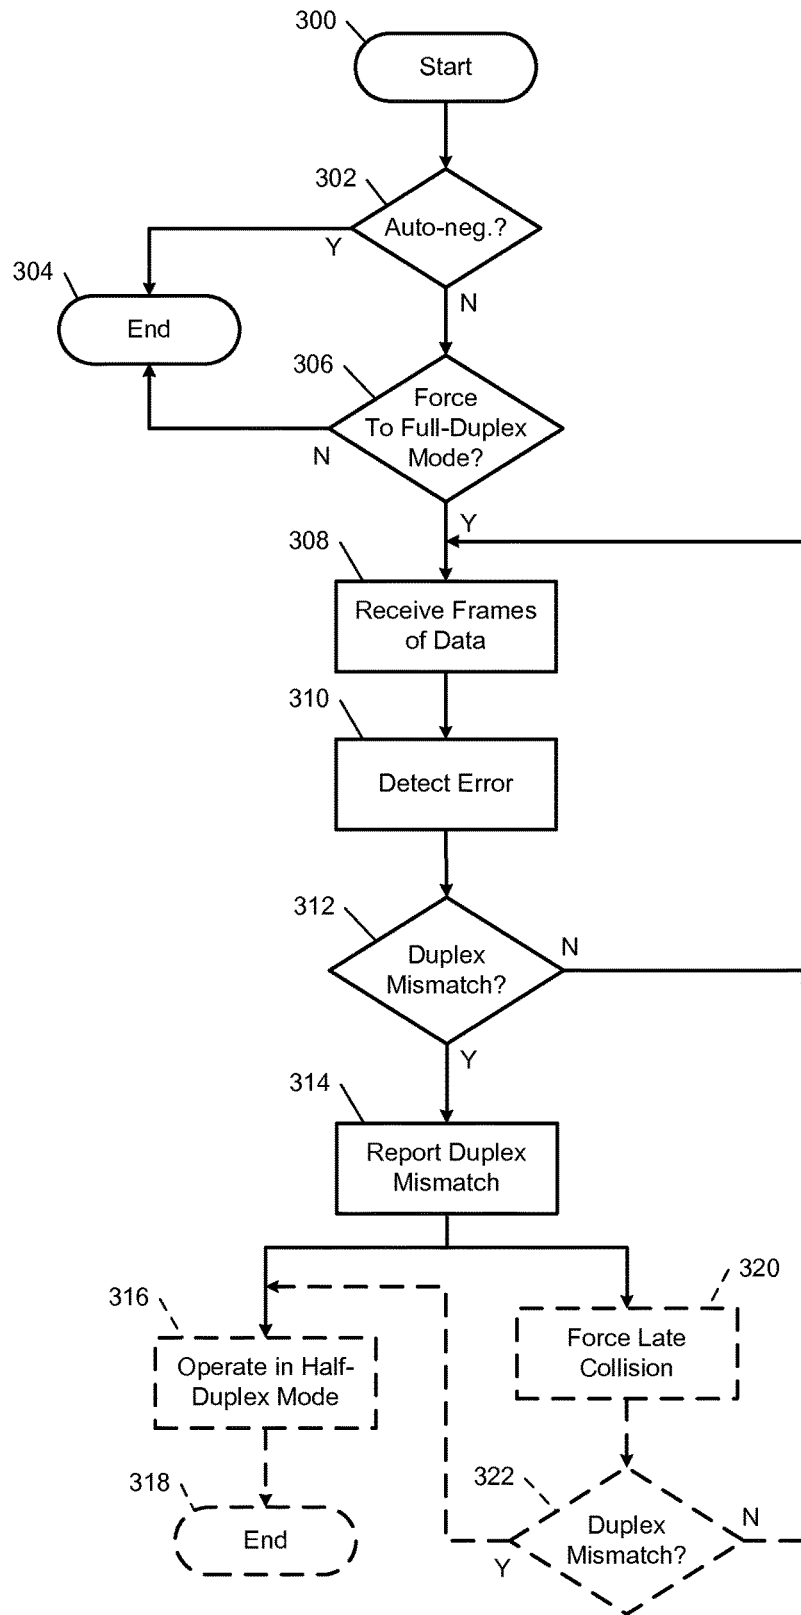 300
Start
302
Auto-neg.?
Y
N
304
End
306
Force
To Full-Duplex
Mode?
N
Y
308
Receive Frames
of Data
310
Detect Error
312
Duplex
Mismatch?
N
Y
314
Report Duplex
Mismatch
316
Operate in Half-
Duplex Mode
320
Force Late
Collision
318
End
322
Duplex
Mismatch?
Y
N